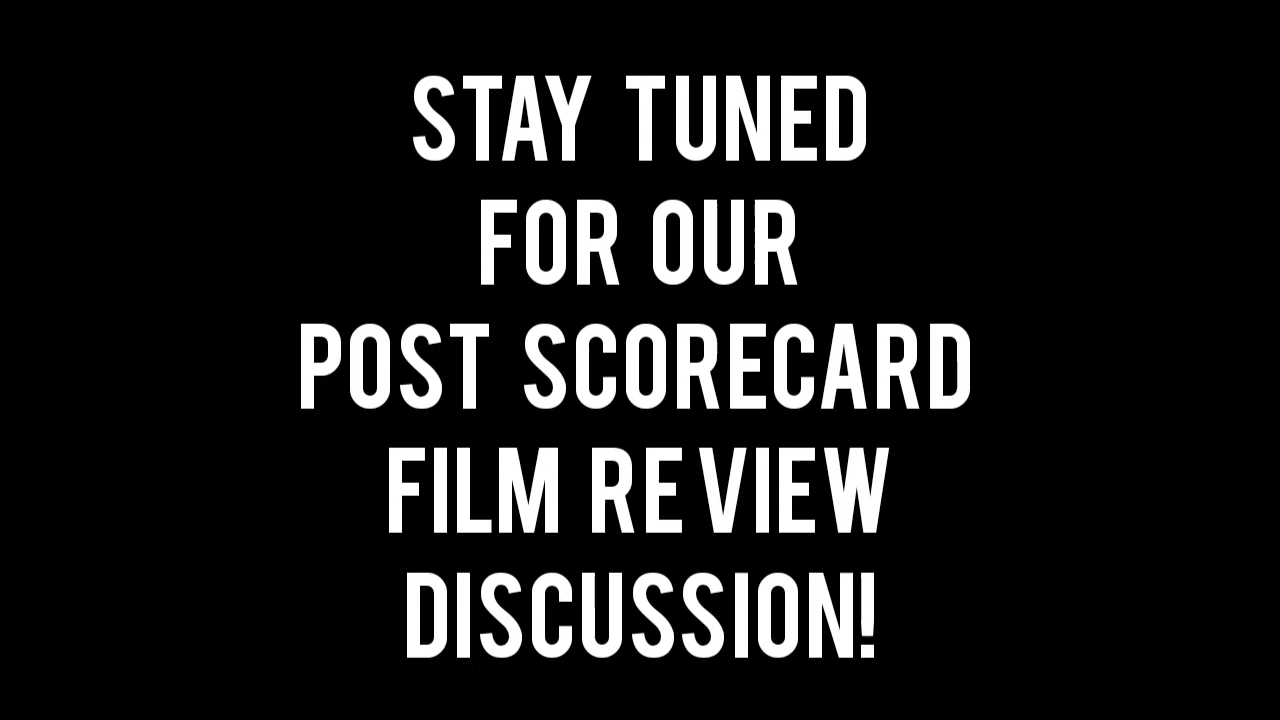 STAY TUNED
FOR OUR
POST SCORECARD
FILM REVIEW
DISCUSSION!